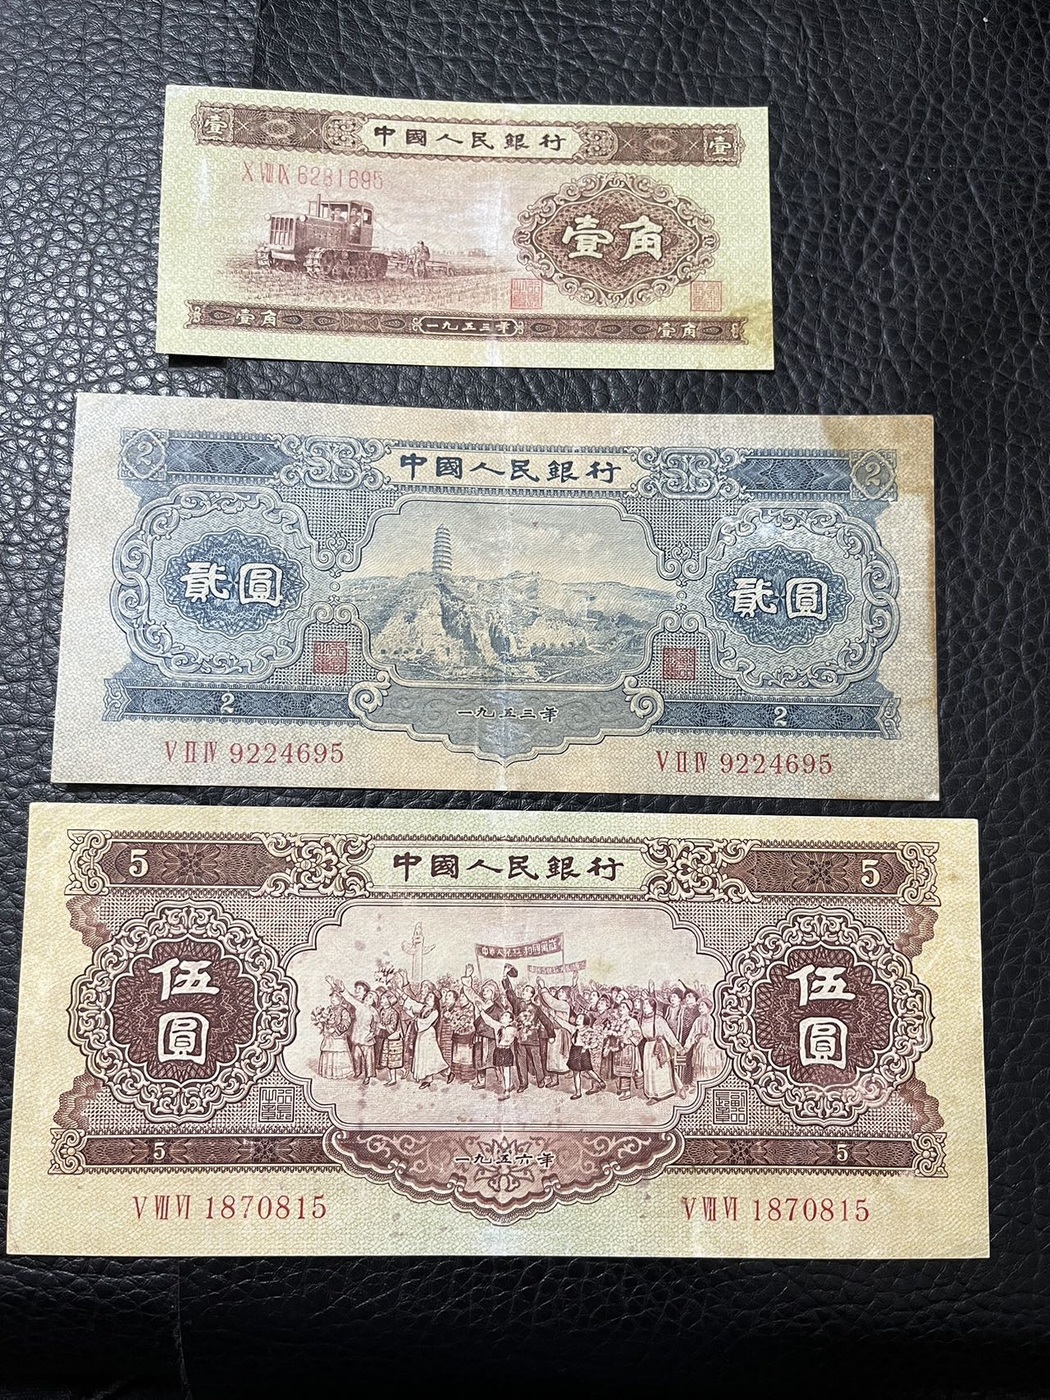 壹 中國人民銀行 壹
X VIII IX 6281695
壹角
壹角 一九五三年 壹角
2 中國人民銀行 2
貳圓 貳圓
2 一九五三年 2
V II IV 9224695 V II IV 9224695
5 中國人民銀行 5
伍圓 伍圓
5 一九五六年 5
V VII VI 1870815 V VII VI 1870815